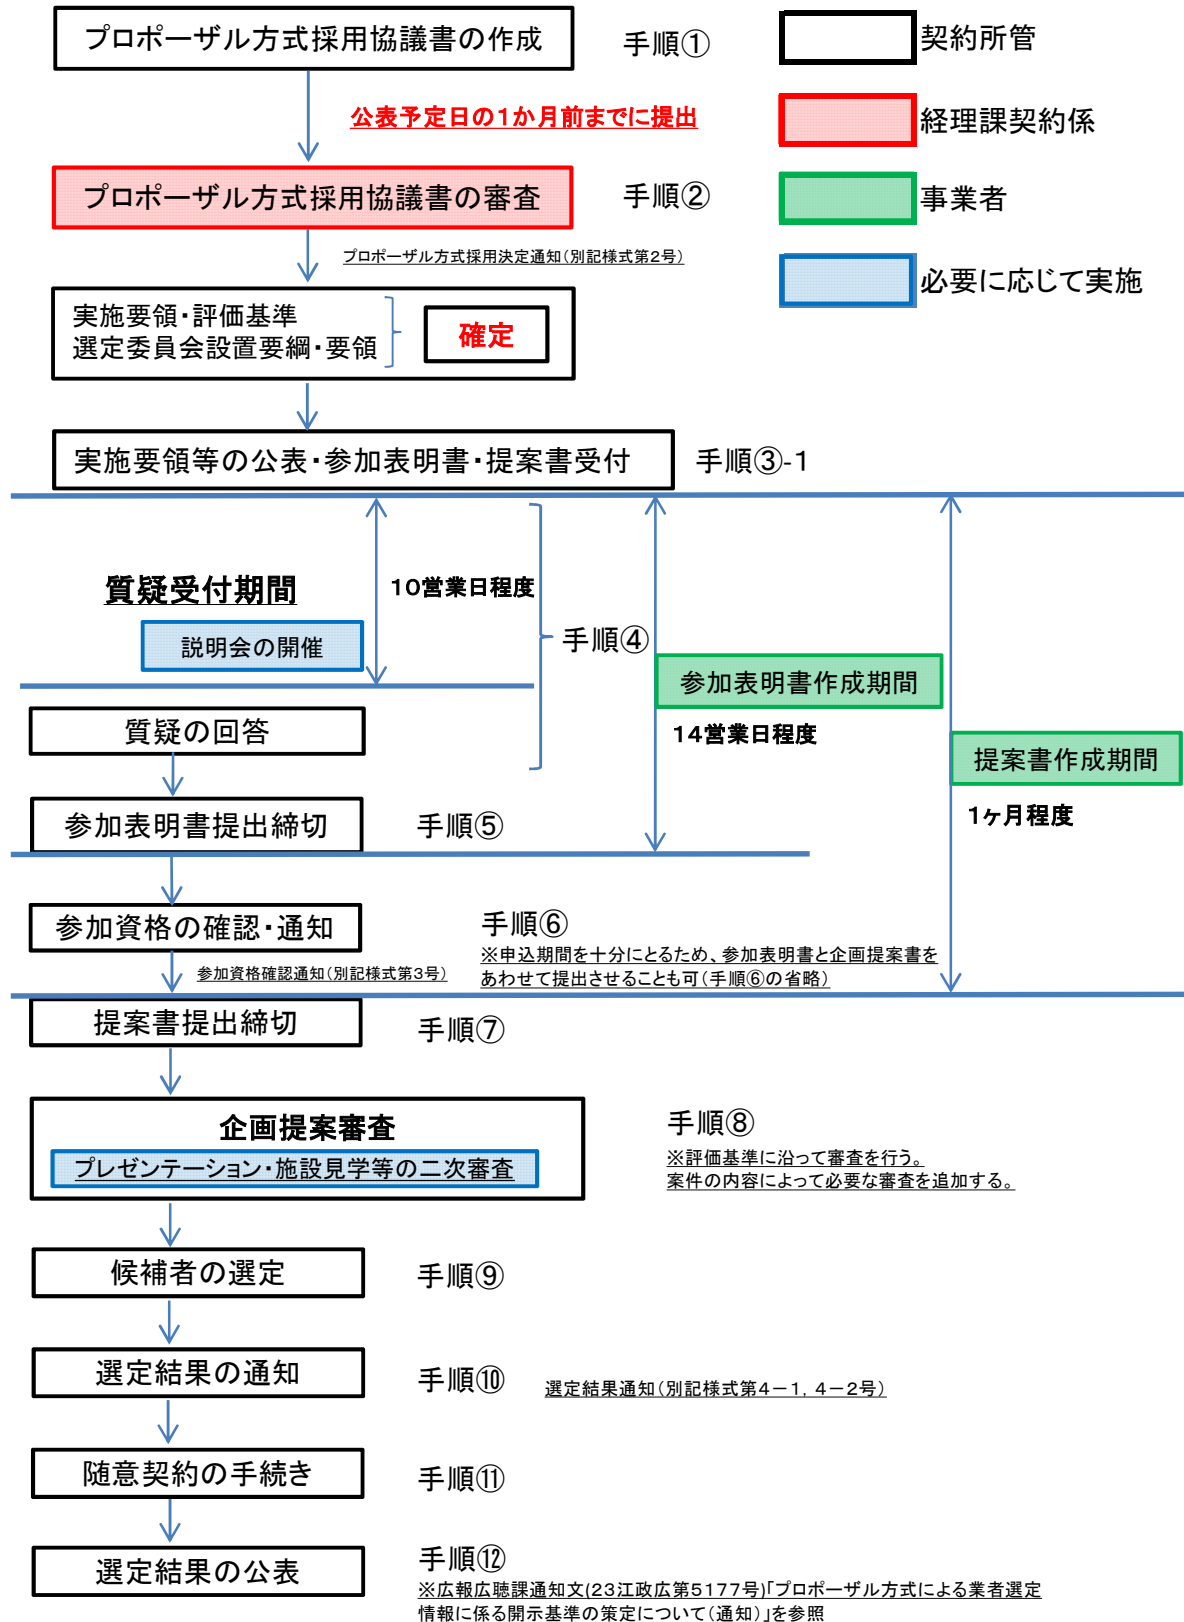 プロポーザル方式採用協議書の作成
手順①
契約所管
公表予定日の1か月前までに提出
経理課契約係
プロポーザル方式採用協議書の審査
手順②
事業者
プロポーザル方式採用決定通知(別記様式第2号)
必要に応じて実施
実施要領・評価基準
選定委員会設置要綱・要領
確定
実施要領等の公表・参加表明書・提案書受付
手順③-1
質疑受付期間
10営業日程度
説明会の開催
手順④
参加表明書作成期間
14営業日程度
質疑の回答
提案書作成期間
1ヶ月程度
参加表明書提出締切
手順⑤
参加資格の確認・通知
手順⑥
※申込期間を十分にとるため、参加表明書と企画提案書を
あわせて提出させることも可(手順⑥の省略)
参加資格確認通知(別記様式第3号)
提案書提出締切
手順⑦
企画提案審査
プレゼンテーション・施設見学等の二次審査
手順⑧
※評価基準に沿って審査を行う。
案件の内容によって必要な審査を追加する。
候補者の選定
手順⑨
選定結果の通知
手順⑩
選定結果通知(別記様式第4-1,4-2号)
随意契約の手続き
手順⑪
選定結果の公表
手順⑫
※広報広聴課通知文(23江政広第5177号)「プロポーザル方式による業者選定
情報に係る開示基準の策定について(通知)」を参照